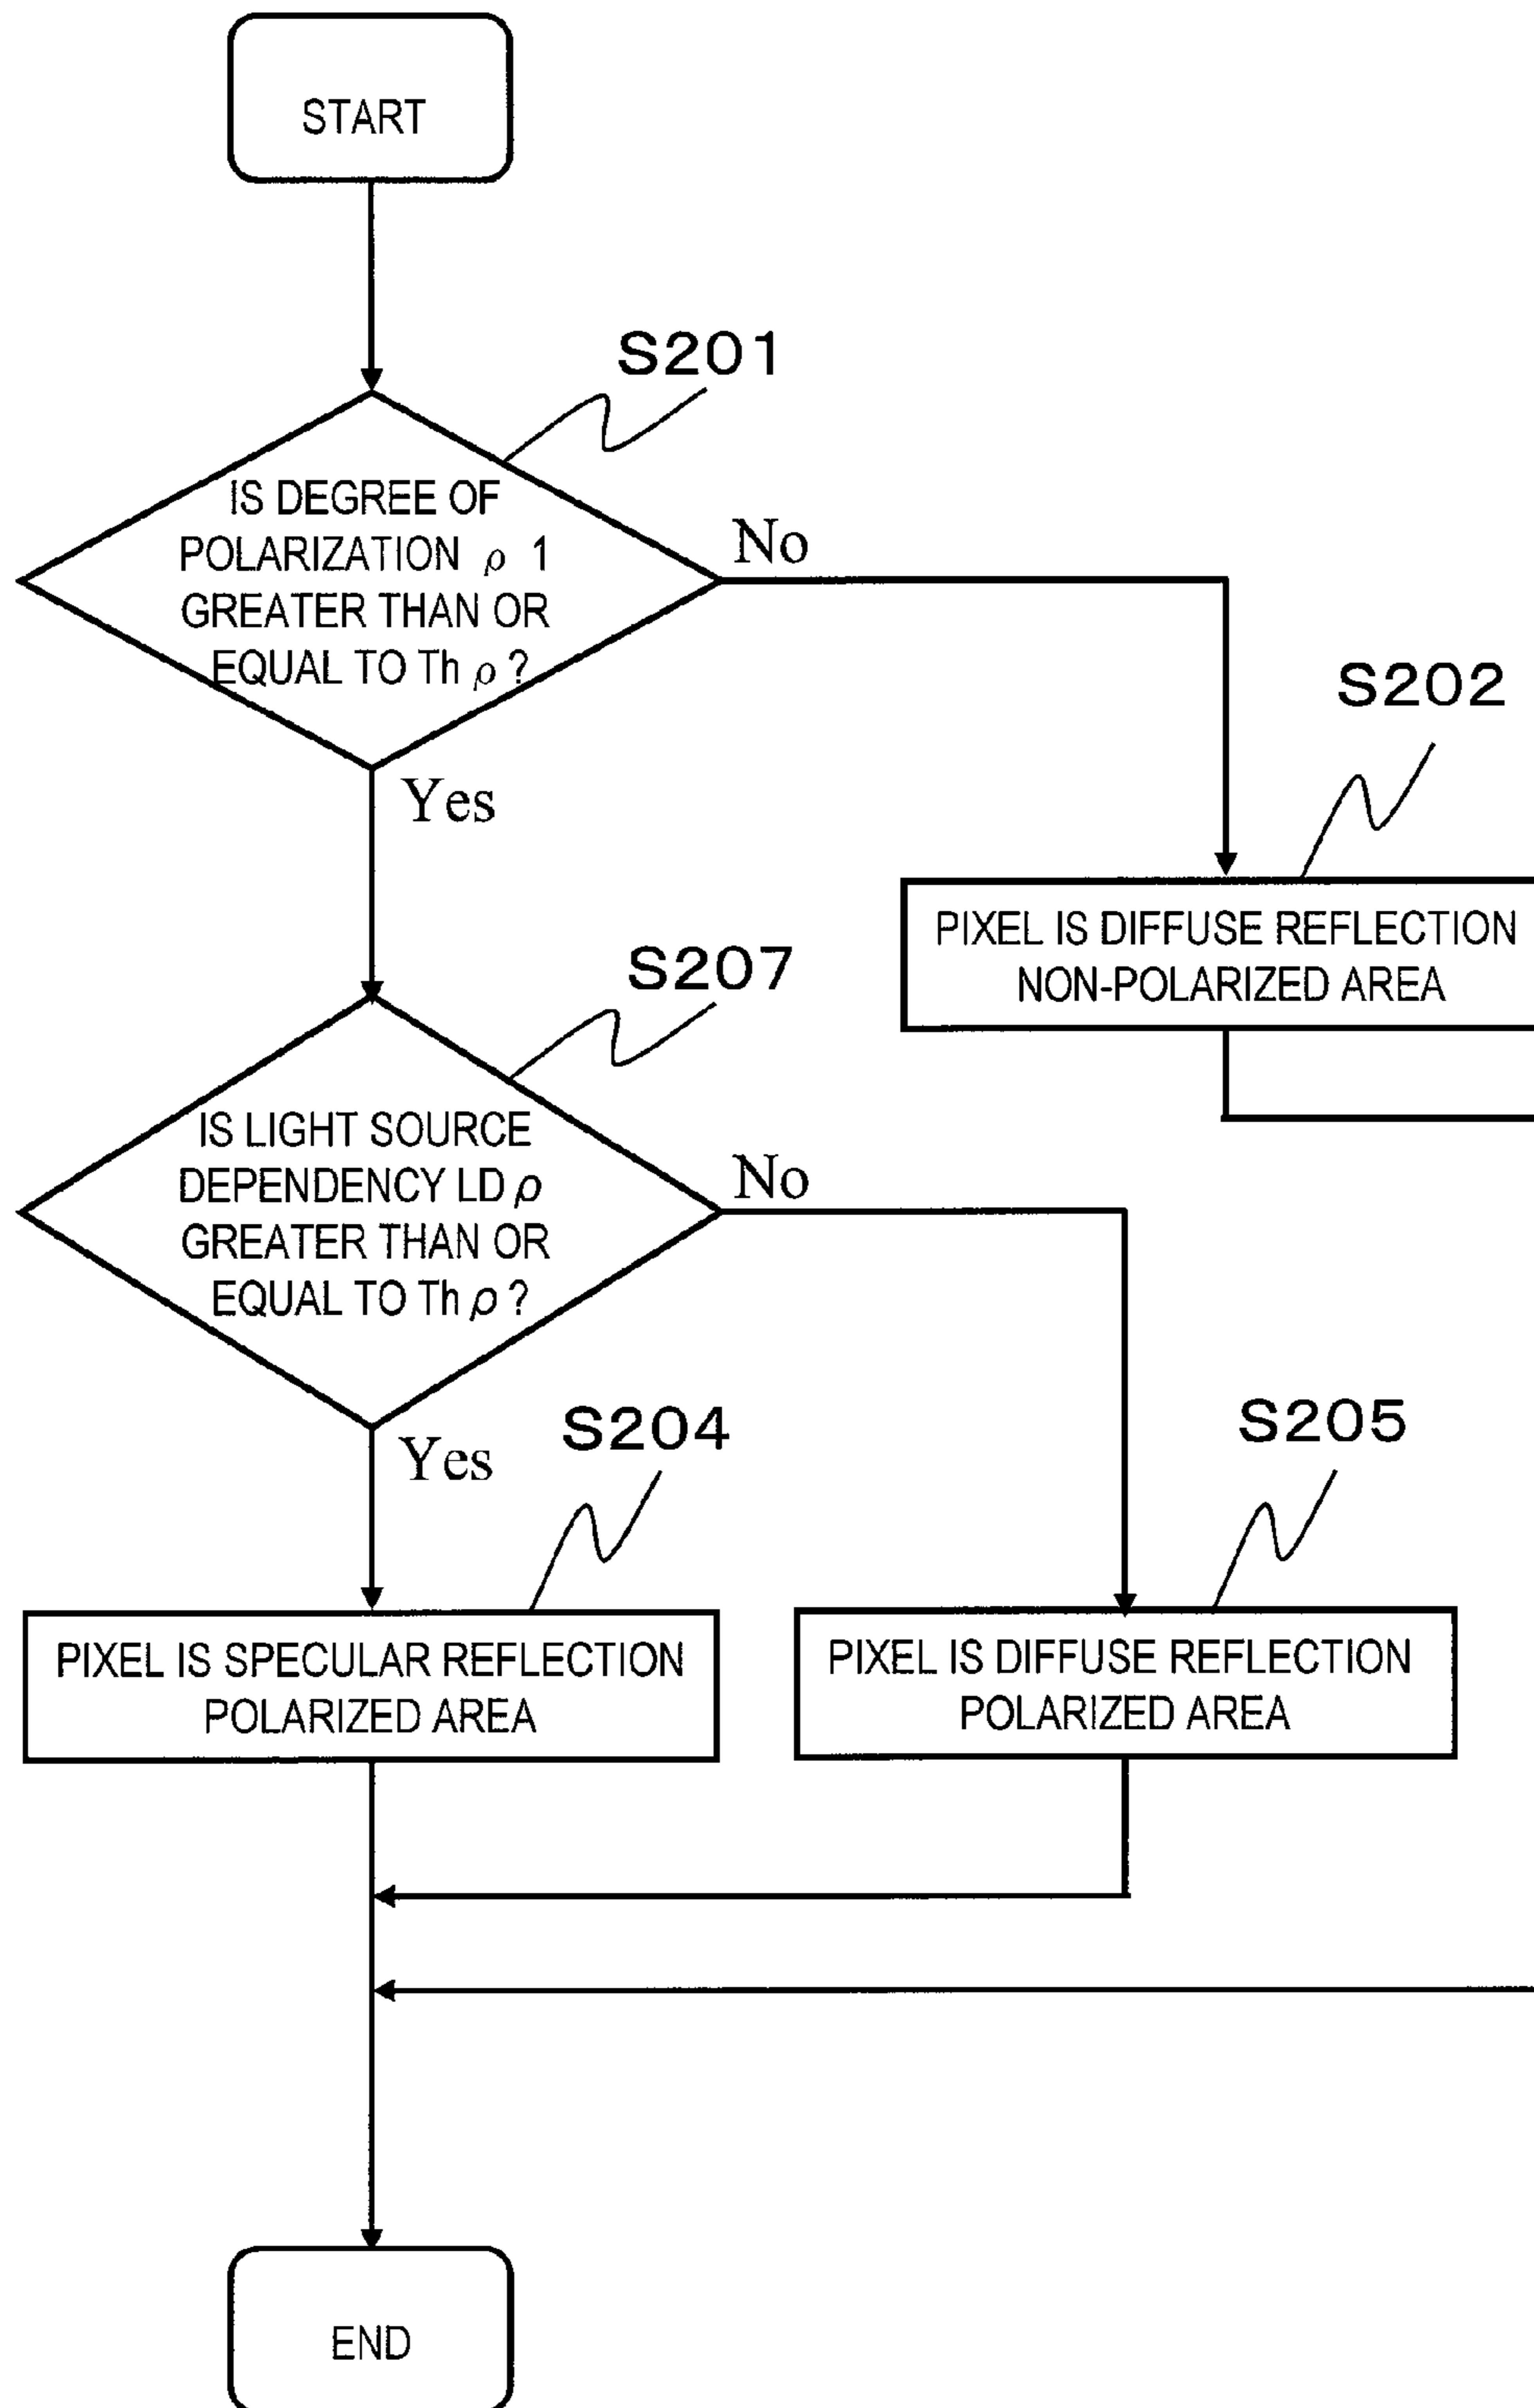 START
S201
IS DEGREE OF
POLARIZATION ρ 1
GREATER THAN OR
EQUAL TO Th ρ ?
No
Yes
S202
PIXEL IS DIFFUSE REFLECTION
NON-POLARIZED AREA
S207
IS LIGHT SOURCE
DEPENDENCY LD ρ
GREATER THAN OR
EQUAL TO Th ρ ?
No
Yes
S204
PIXEL IS SPECULAR REFLECTION
POLARIZED AREA
S205
PIXEL IS DIFFUSE REFLECTION
POLARIZED AREA
END